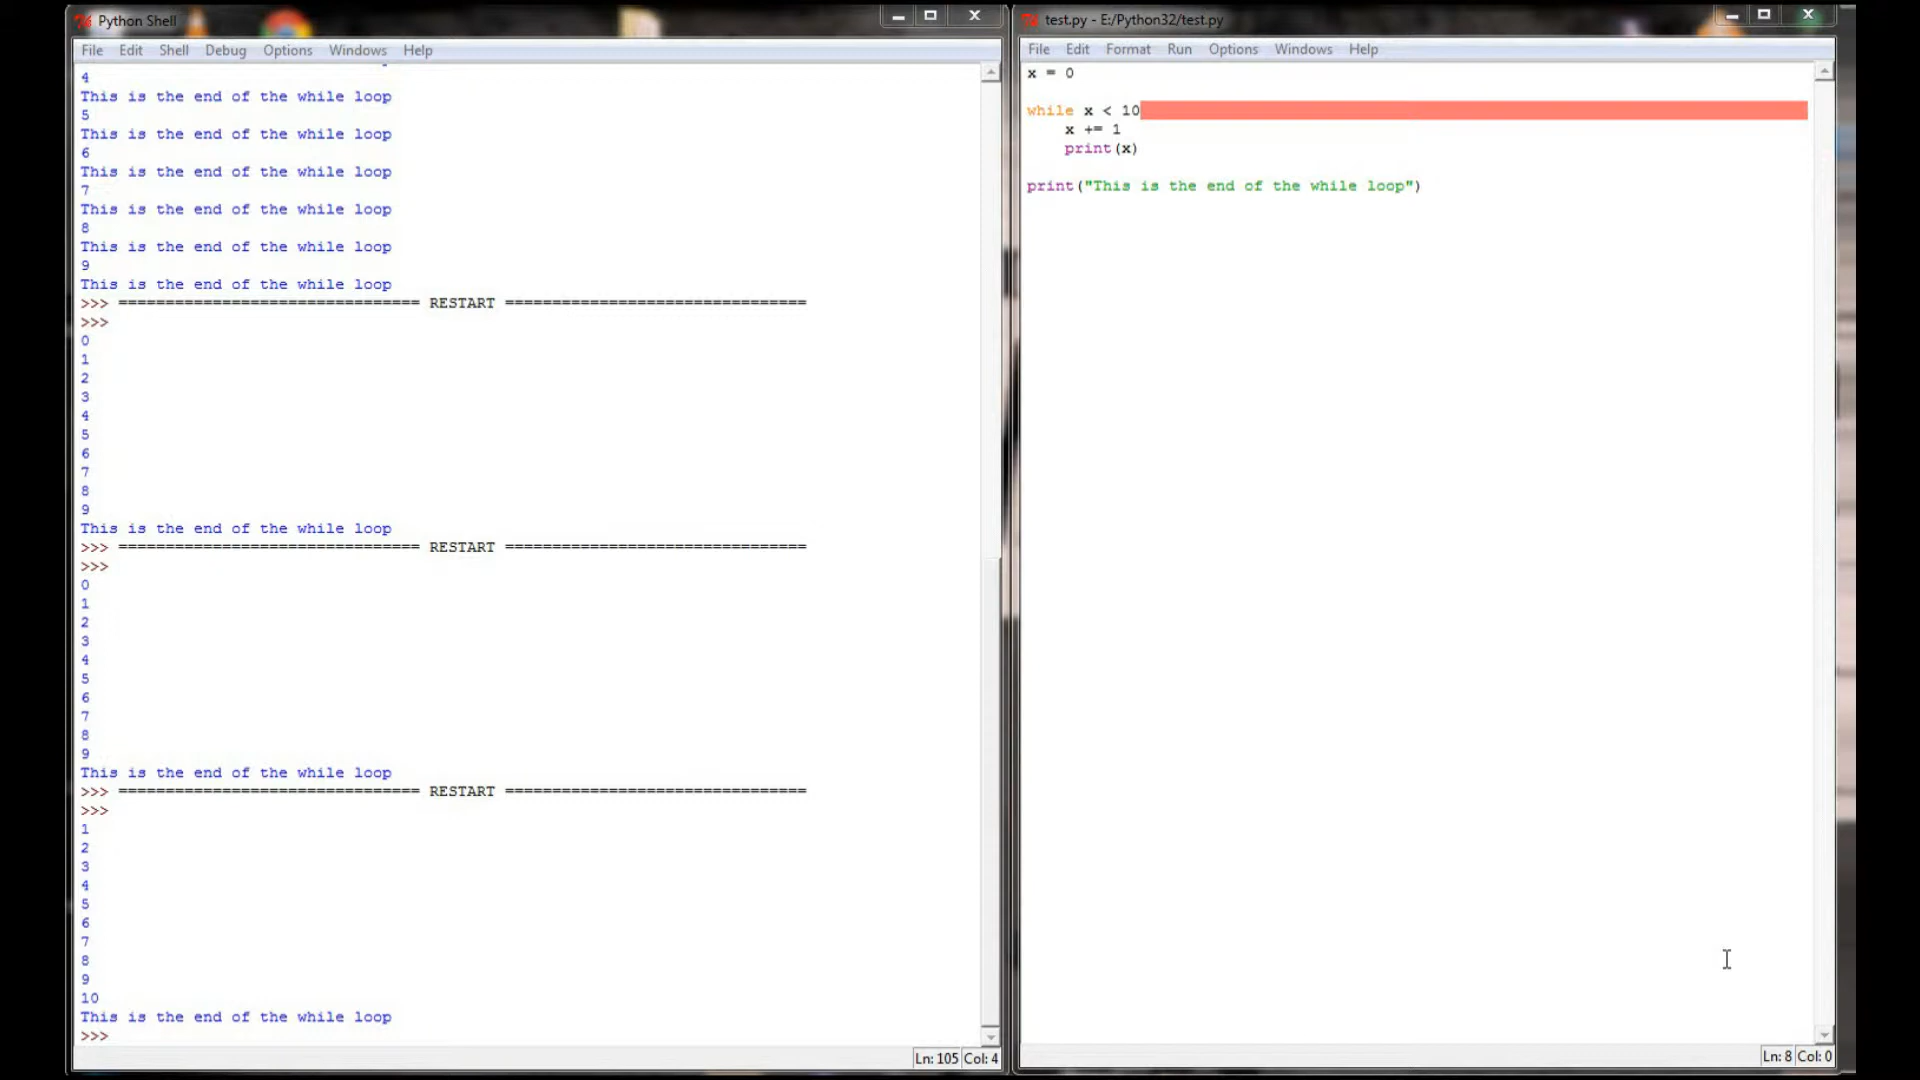 Python Shell
File Edit Shell Debug Options Windows Help
4
This is the end of the while loop
5
This is the end of the while loop
6
This is the end of the while loop
7
This is the end of the while loop
8
This is the end of the while loop
9
This is the end of the while loop
>>> ================================ RESTART ================================
>>>
0
1
2
3
4
5
6
7
8
9
This is the end of the while loop
>>> ================================ RESTART ================================
>>>
0
1
2
3
4
5
6
7
8
9
This is the end of the while loop
>>> ================================ RESTART ================================
>>>
1
2
3
4
5
6
7
8
9
10
This is the end of the while loop
>>>
Ln: 105 Col: 4
test.py - E:/Python32/test.py
File Edit Format Run Options Windows Help
x = 0
while x < 10
x += 1
print(x)
print("This is the end of the while loop")
Ln: 8 Col: 0